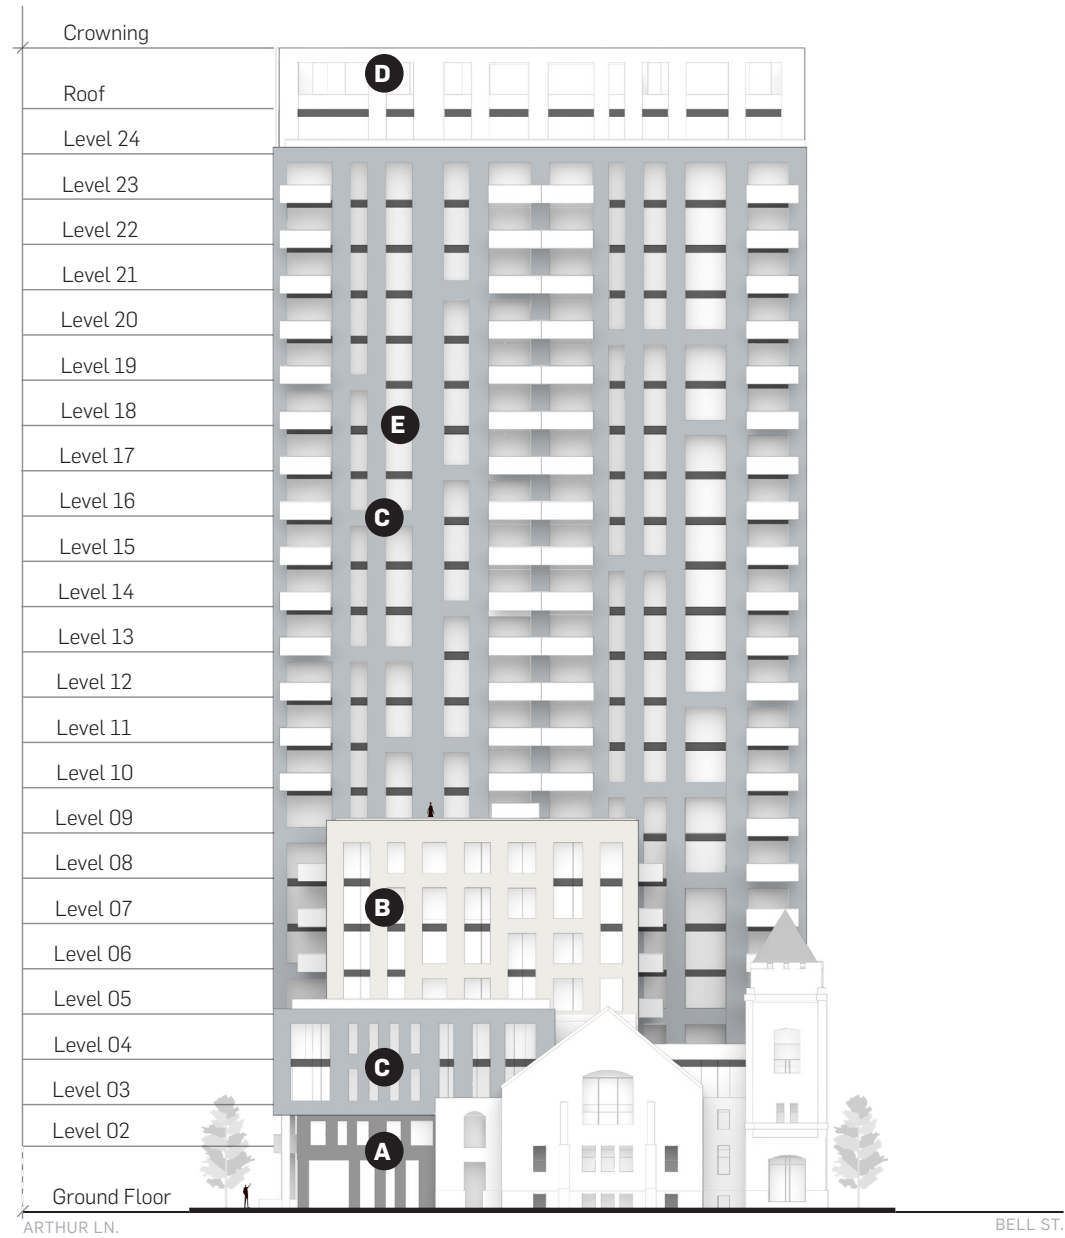 Crowning
D
Roof
Level 24
Level 23
Level 22
Level 21
Level 20
Level 19
Level 18
E
Level 17
Level 16
C
Level 15
Level 14
Level 13
Level 12
Level 11
Level 10
Level 09
Level 08
Level 07
B
Level 06
Level 05
Level 04
C
Level 03
Level 02
A
Ground Floor
ARTHUR LN.
BELL ST.